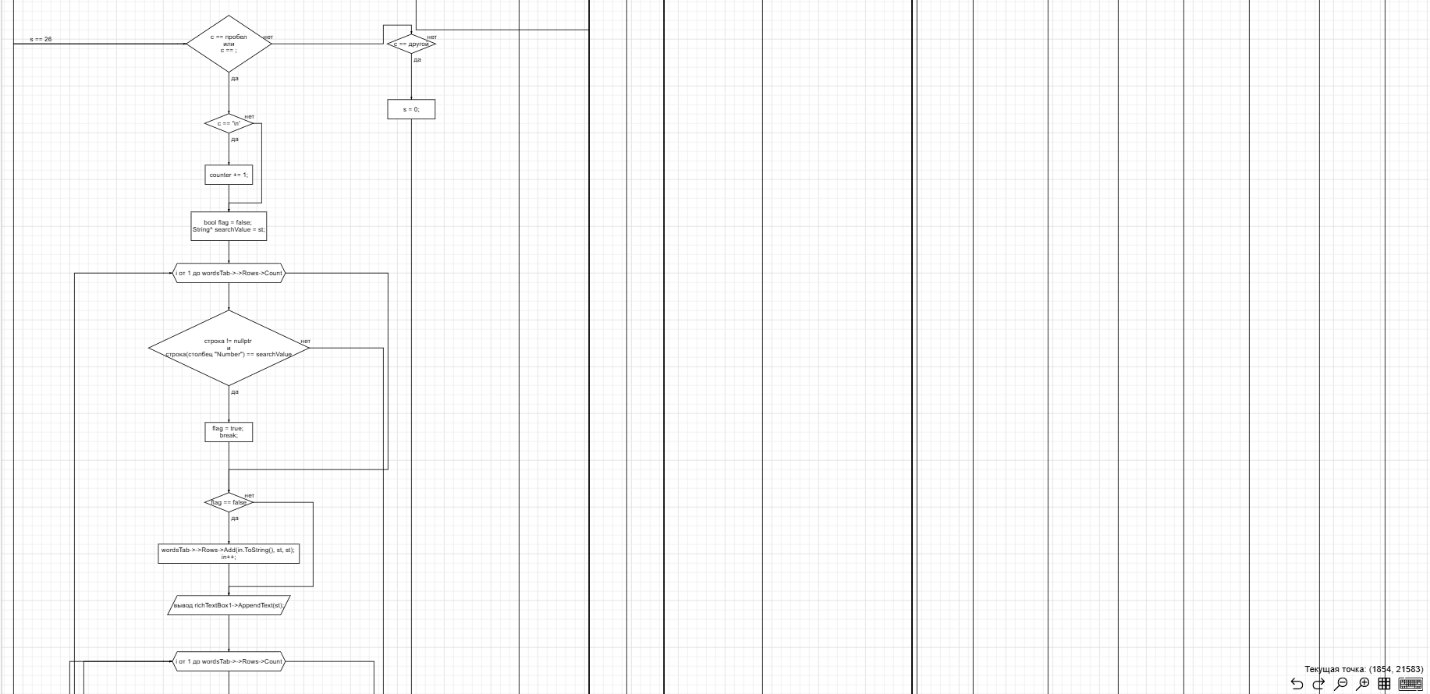 s == 26
c == пробел
или
c == ;
нет
да
c == другой
нет
да
s = 0;
c == '\n'
нет
да
counter += 1;
bool flag = false;
String^ searchValue = st;
i от 1 до wordsTab->->Rows->Count
строка != nullptr
и
строка(столбец "Number") == searchValue
нет
да
flag = true;
break;
flag == false
нет
да
wordsTab->->Rows->Add(in.ToString(), st, st);
in++;
вывод richTextBox1->AppendText(st);
i от 1 до wordsTab->->Rows->Count
Текущая точка: (1854, 21583)